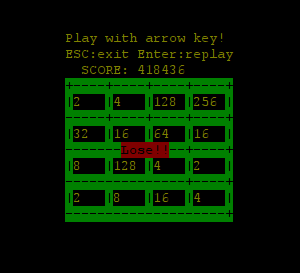 Play with arrow key!
ESC:exit Enter:replay
SCORE: 418436
+----+----+----+----+
|2   |4   |128 |256 |
+----+----+----+----+
|32  |16  |64  |16  |
+------Lose!!--+----+
|8   |128 |4   |2   |
+----+----+----+----+
|2   |8   |16  |4   |
+----+----+----+----+